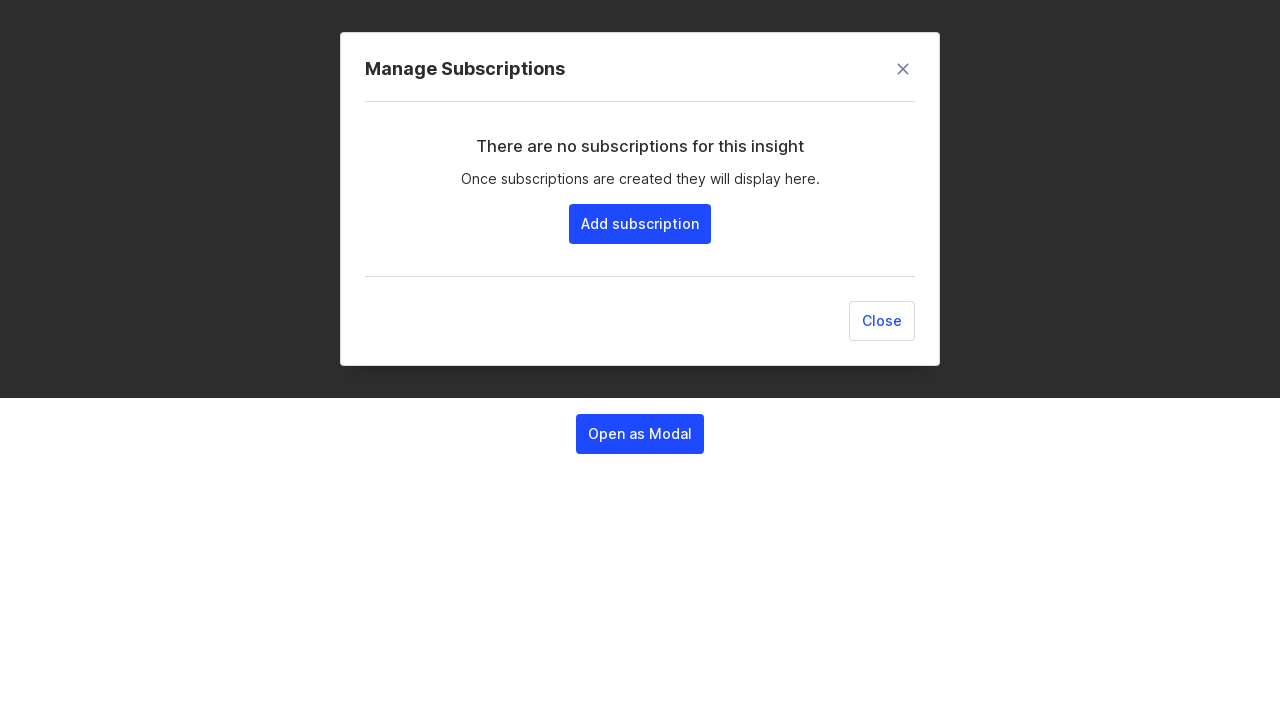 Manage Subscriptions
There are no subscriptions for this insight
Once subscriptions are created they will display here.
Add subscription
Close
Open as Modal